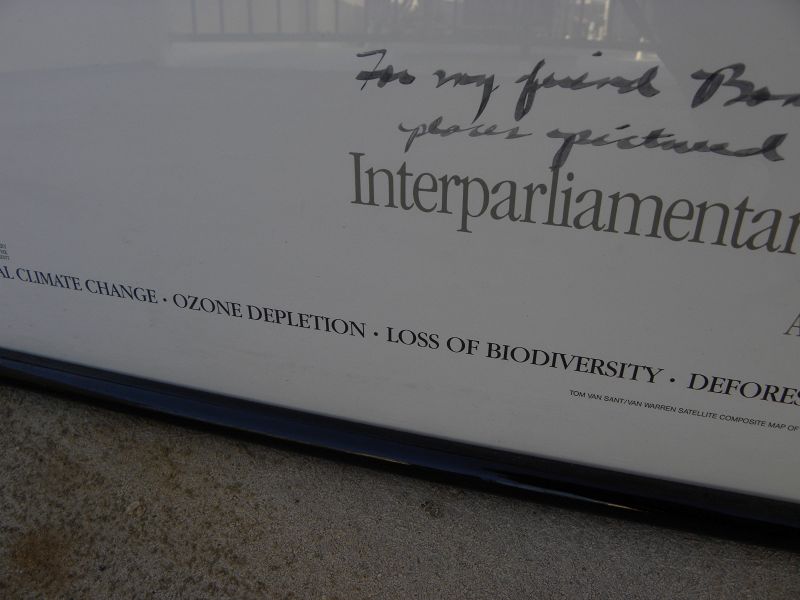 For my friend
places pictured
Interparliamentar
AL CLIMATE CHANGE · OZONE DEPLETION · LOSS OF BIODIVERSITY · DEFORES
TOM VAN SANT/VAN WARREN SATELLITE COMPOSITE MAP OF